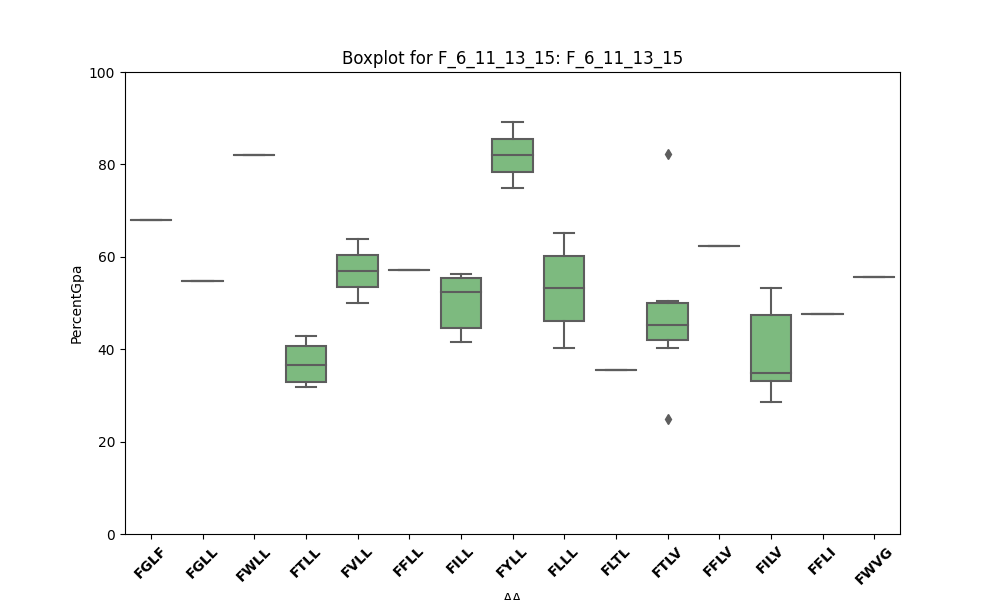 Boxplot for F_6_11_13_15: F_6_11_13_15
100
80
60
40
20
0
PercentGpa
FGLF
FGLL
FWLL
FTLL
FVLL
FFLL
FILL
FYLL
FLLL
FLTL
FTLV
FFLV
FILV
FFLI
FWVG
AA